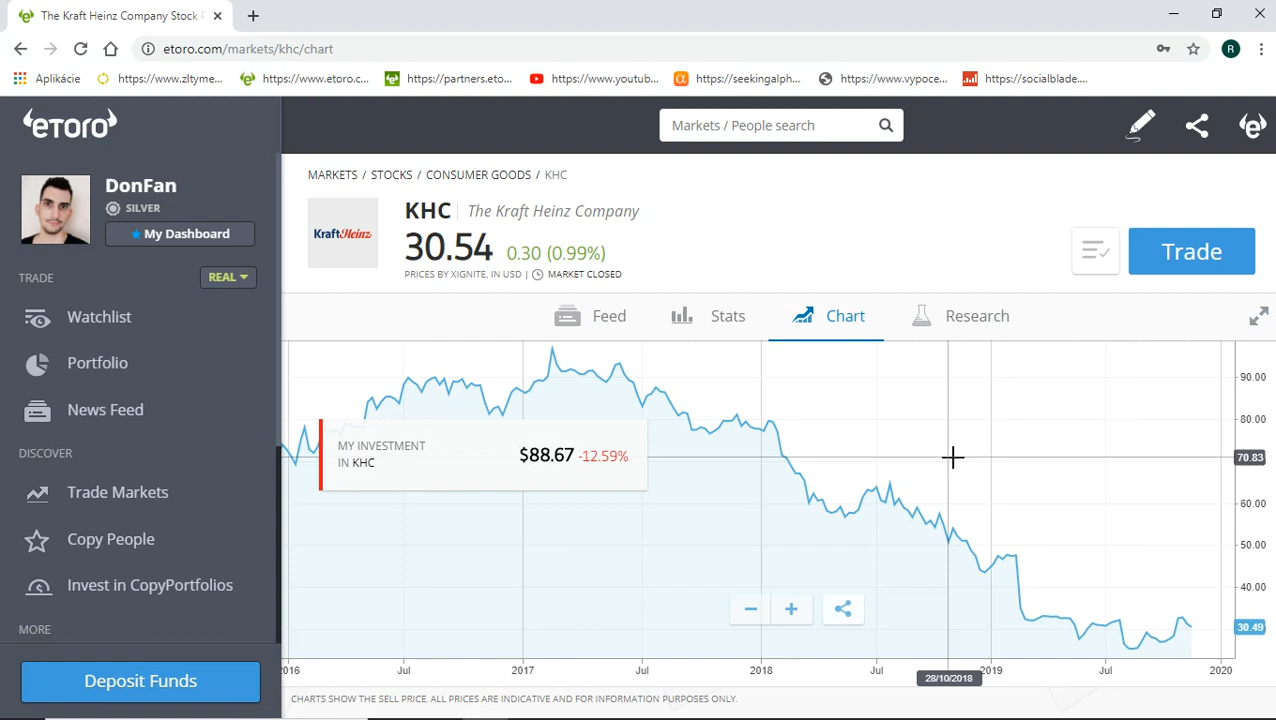 The Kraft Heinz Company Stock
etoro.com/markets/khc/chart
Aplikácie
https://www.zltyme...
https://www.etoro.c...
https://partners.eto...
https://www.youtub...
https://seekingalph...
https://www.vypoce...
https://socialblade....
R
etoro
Markets / People search
DonFan
SILVER
My Dashboard
TRADE
REAL
Watchlist
Portfolio
News Feed
DISCOVER
Trade Markets
Copy People
Invest in CopyPortfolios
MORE
Deposit Funds
MARKETS / STOCKS / CONSUMER GOODS / KHC
KraftHeinz
KHC The Kraft Heinz Company
30.54 0.30 (0.99%)
PRICES BY XIGNITE, IN USD | MARKET CLOSED
Trade
Feed
Stats
Chart
Research
MY INVESTMENT
IN KHC
$88.67 -12.59%
90.00
80.00
70.83
60.00
50.00
40.00
30.49
2016 Jul 2017 Jul 2018 Jul 2019 Jul 2020
28/10/2018
CHARTS SHOW THE SELL PRICE. ALL PRICES ARE INDICATIVE AND FOR INFORMATION PURPOSES ONLY.